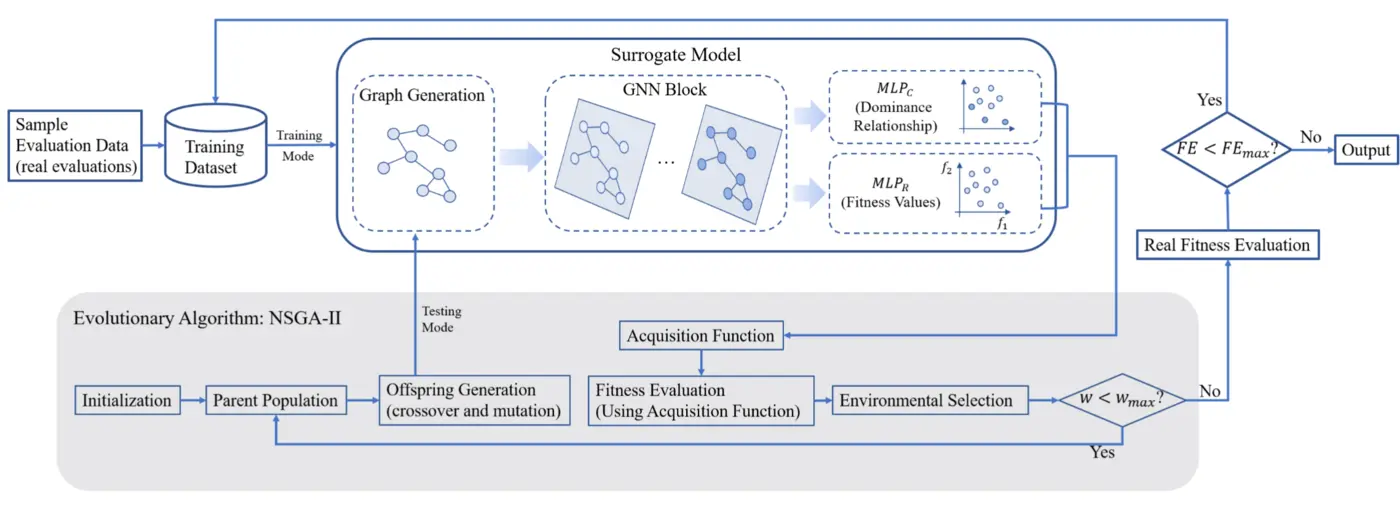 Surrogate Model
Sample
Evaluation Data
(real evaluations)
Training
Dataset
Training
Mode
Graph Generation
GNN Block
...
MLP_C
(Dominance
Relationship)
MLP_R
(Fitness Values)
f_2
f_1
Yes
FE < FE_max?
No
Output
Real Fitness Evaluation
Evolutionary Algorithm: NSGA-II
Testing
Mode
Acquisition Function
Initialization
Parent Population
Offspring Generation
(crossover and mutation)
Fitness Evaluation
(Using Acquisition Function)
Environmental Selection
w < w_max?
No
Yes